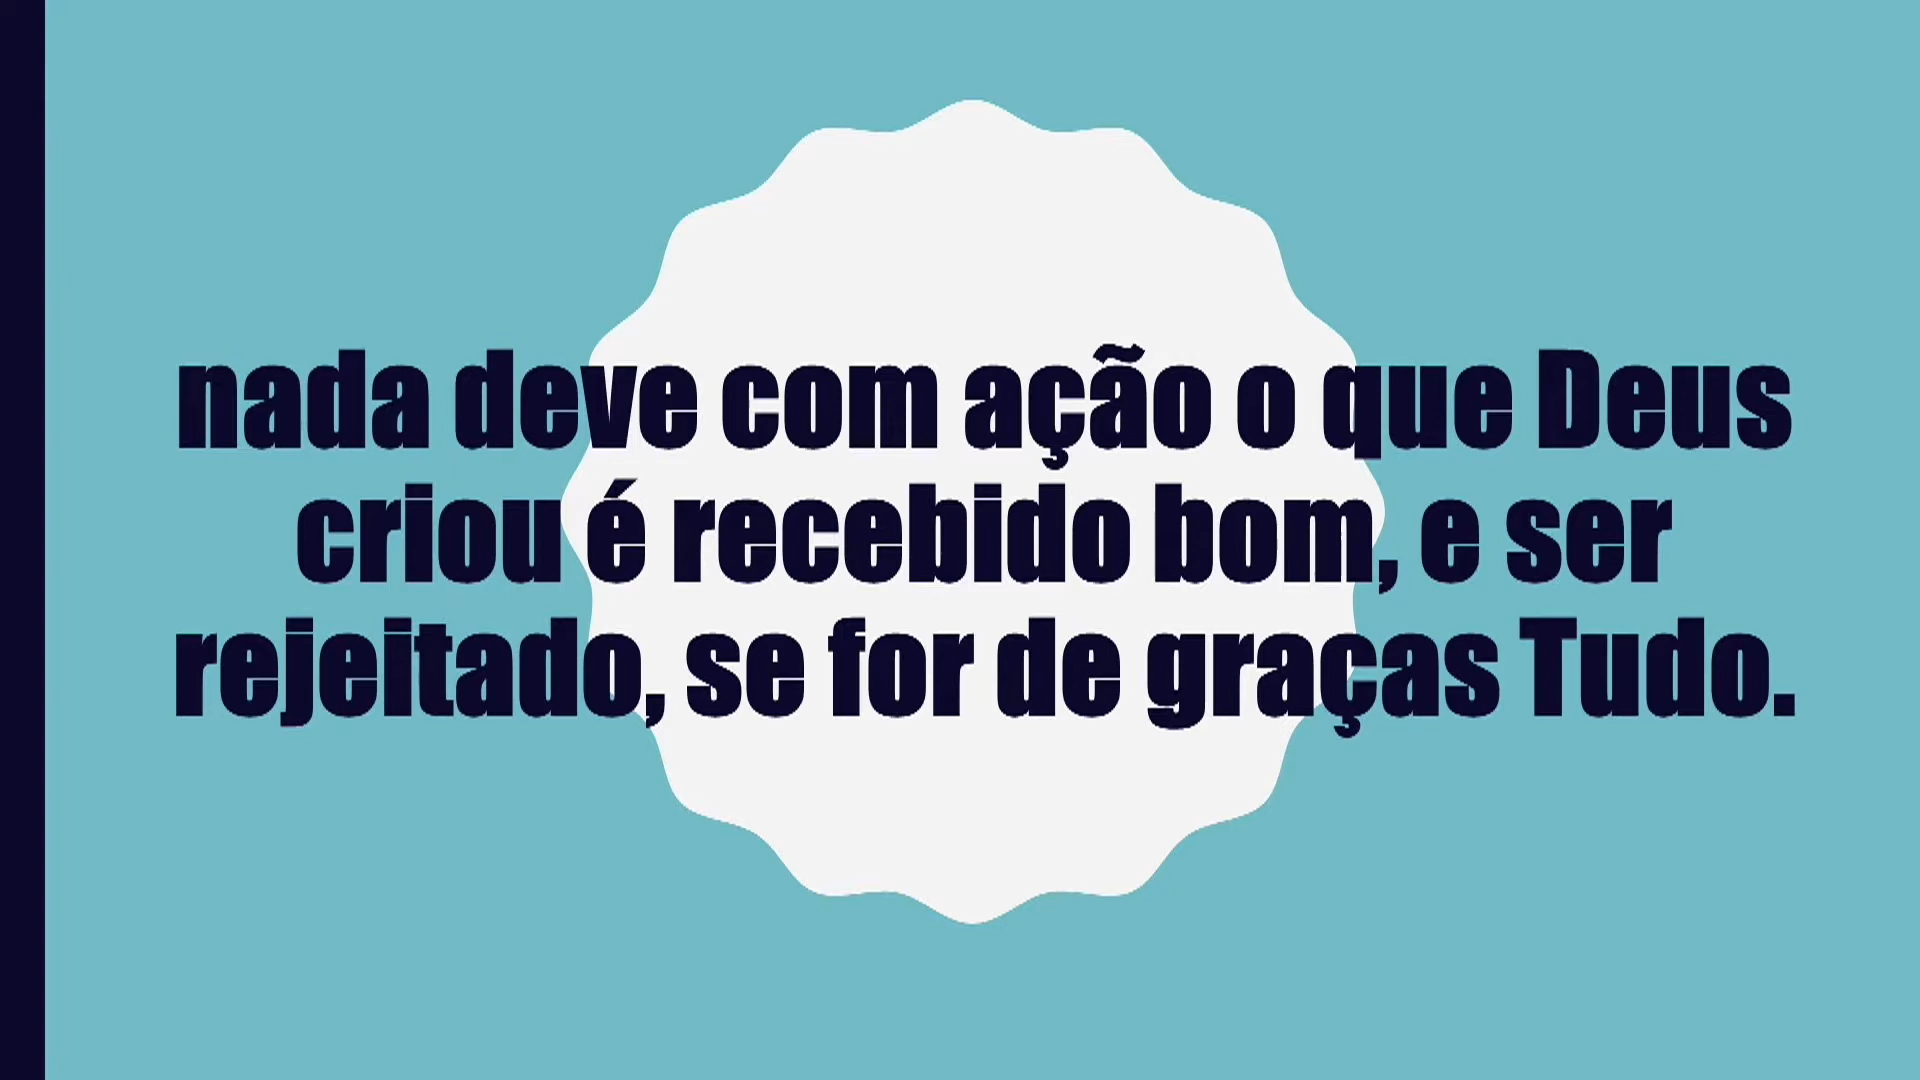 nada deve com ação o que Deus
criou é recebido bom, e ser
rejeitado, se for de graças Tudo.